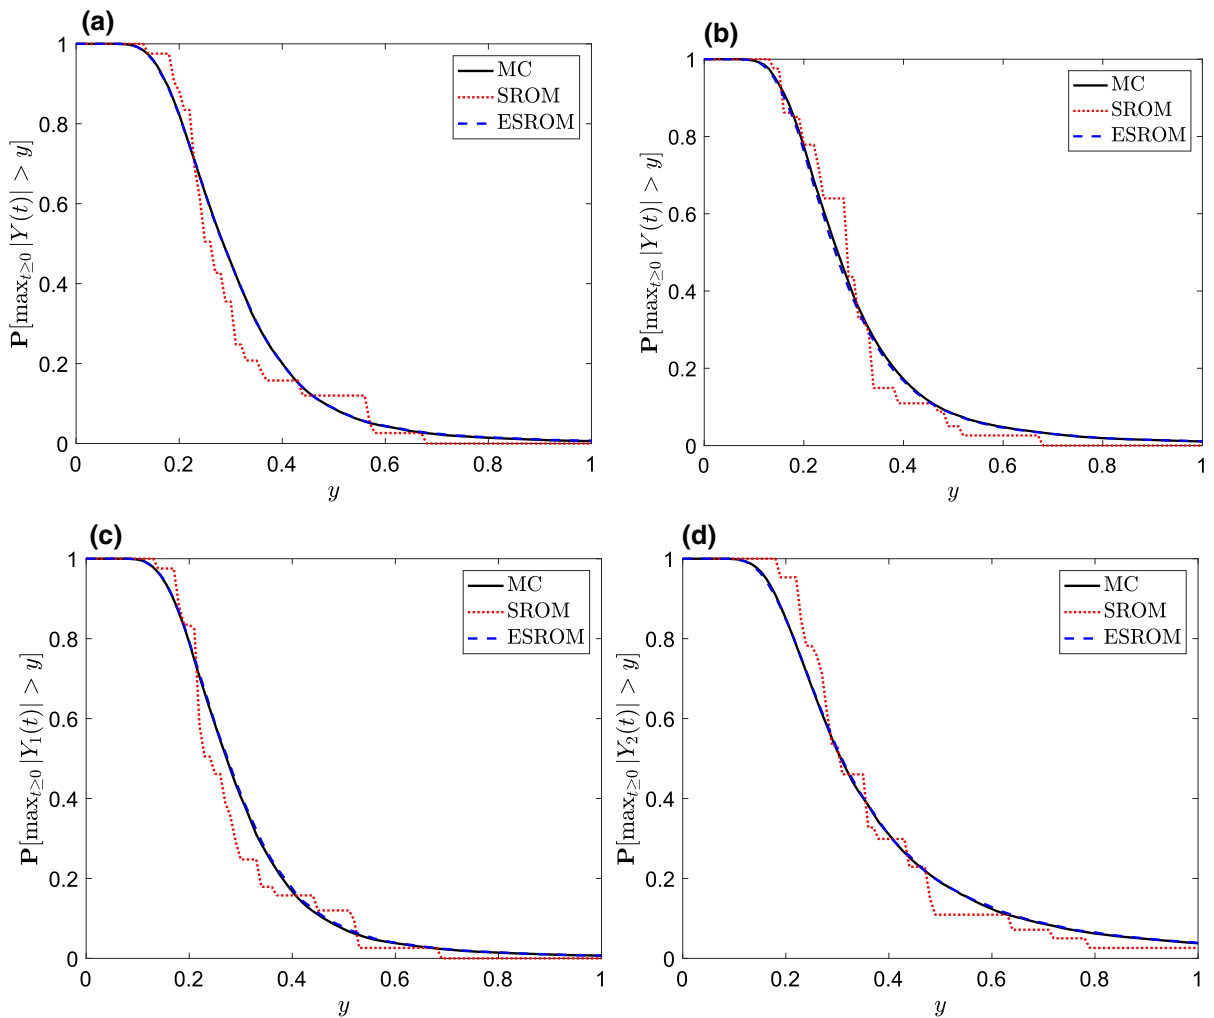 (a)
1
0.8
0.6
0.4
0.2
0
0
0.2
0.4
0.6
0.8
1
y
P[max_{t≥0} |Y(t)| > y]
MC
SROM
ESROM
(b)
1
0.8
0.6
0.4
0.2
0
0
0.2
0.4
0.6
0.8
1
y
P[max_{t≥0} |Y(t)| > y]
MC
SROM
ESROM
(c)
1
0.8
0.6
0.4
0.2
0
0
0.2
0.4
0.6
0.8
1
y
P[max_{t≥0} |Y_1(t)| > y]
MC
SROM
ESROM
(d)
1
0.8
0.6
0.4
0.2
0
0
0.2
0.4
0.6
0.8
1
y
P[max_{t≥0} |Y_2(t)| > y]
MC
SROM
ESROM